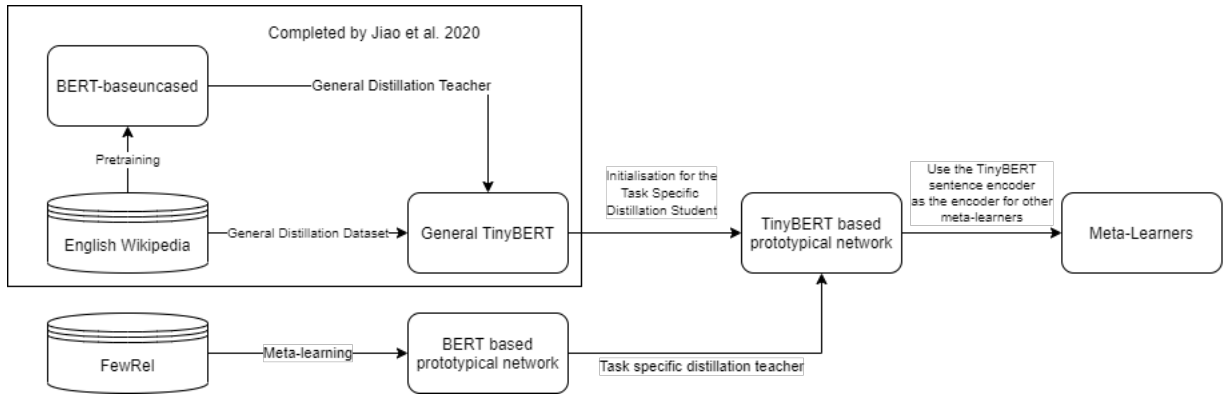 Completed by Jiao et al. 2020
BERT-baseuncased
General Distillation Teacher
Pretraining
English Wikipedia
General Distillation Dataset
General TinyBERT
Initialisation for the
Task Specific
Distillation Student
TinyBERT based
prototypical network
Use the TinyBERT
sentence encoder
as the encoder for other
meta-learners
Meta-Learners
FewRel
Meta-learning
BERT based
prototypical network
Task specific distillation teacher